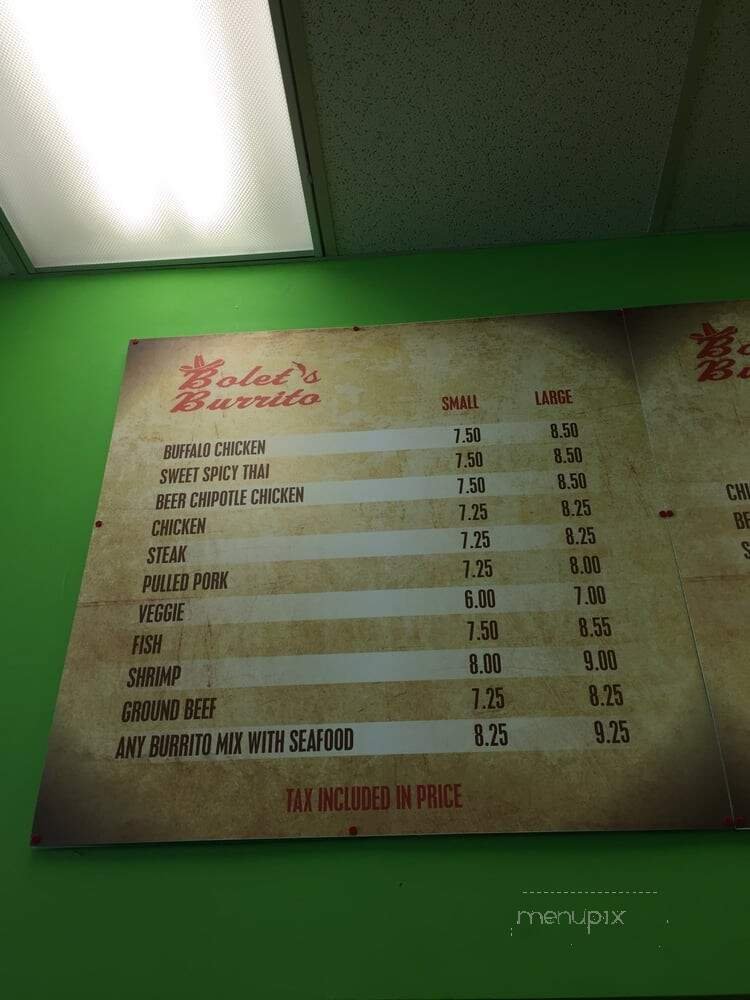 Bolet's
Burrito
SMALL LARGE
BUFFALO CHICKEN 7.50 8.50
SWEET SPICY THAI 7.50 8.50
BEER CHIPOTLE CHICKEN 7.50 8.50
CHICKEN 7.25 8.25
STEAK 7.25 8.25
PULLED PORK 7.25 8.00
VEGGIE 6.00 7.00
FISH 7.50 8.55
SHRIMP 8.00 9.00
GROUND BEEF 7.25 8.25
ANY BURRITO MIX WITH SEAFOOD 8.25 9.25
TAX INCLUDED IN PRICE
menupix